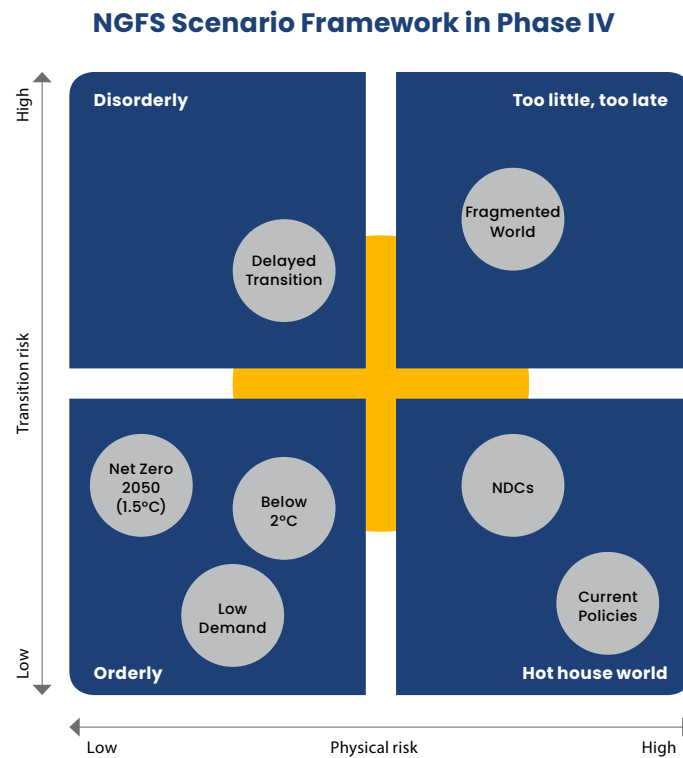 NGFS Scenario Framework in Phase IV
High
Disorderly
Too little, too late
Fragmented
World
Delayed
Transition
Transition risk
Net Zero
2050
(1.5°C)
Below
2°C
NDCs
Low
Demand
Current
Policies
Low
Orderly
Hot house world
Low
Physical risk
High